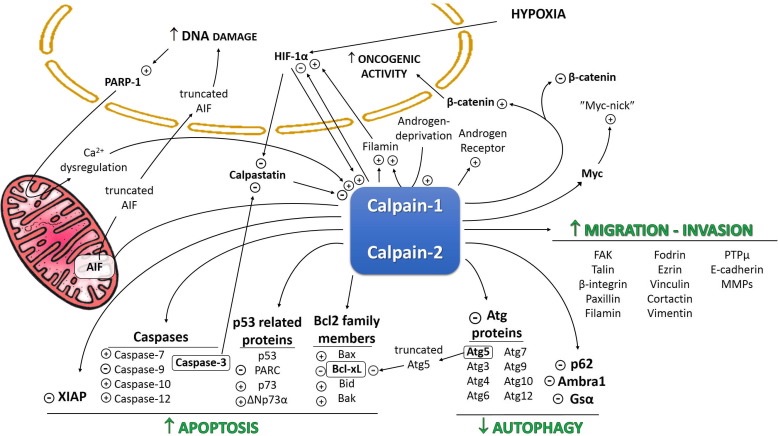 HYPOXIA
↑ DNA DAMAGE
HIF-1α
↑ ONCOGENIC
ACTIVITY
PARP-1
truncated
AIF
β-catenin
β-catenin
"Myc-nick"
Androgen-
deprivation
Androgen
Receptor
Filamin
Ca²⁺
dysregulation
Calpastatin
Myc
truncated
AIF
Calpain-1
Calpain-2
AIF
↑ MIGRATION - INVASION
FAK Fodrin PTPμ
Talin Ezrin E-cadherin
β-integrin Vinculin MMPs
Paxillin Cortactin
Filamin Vimentin
Caspases
Caspase-7
Caspase-9
Caspase-10
Caspase-12
Caspase-3
XIAP
p53 related
proteins
p53
PARC
p73
ΔNp73α
Bcl2 family
members
Bax
Bcl-xL
Bid
Bak
truncated
Atg5
Atg
proteins
Atg5 Atg7
Atg3 Atg9
Atg4 Atg10
Atg6 Atg12
p62
Ambra1
Gsα
↑ APOPTOSIS
↓ AUTOPHAGY